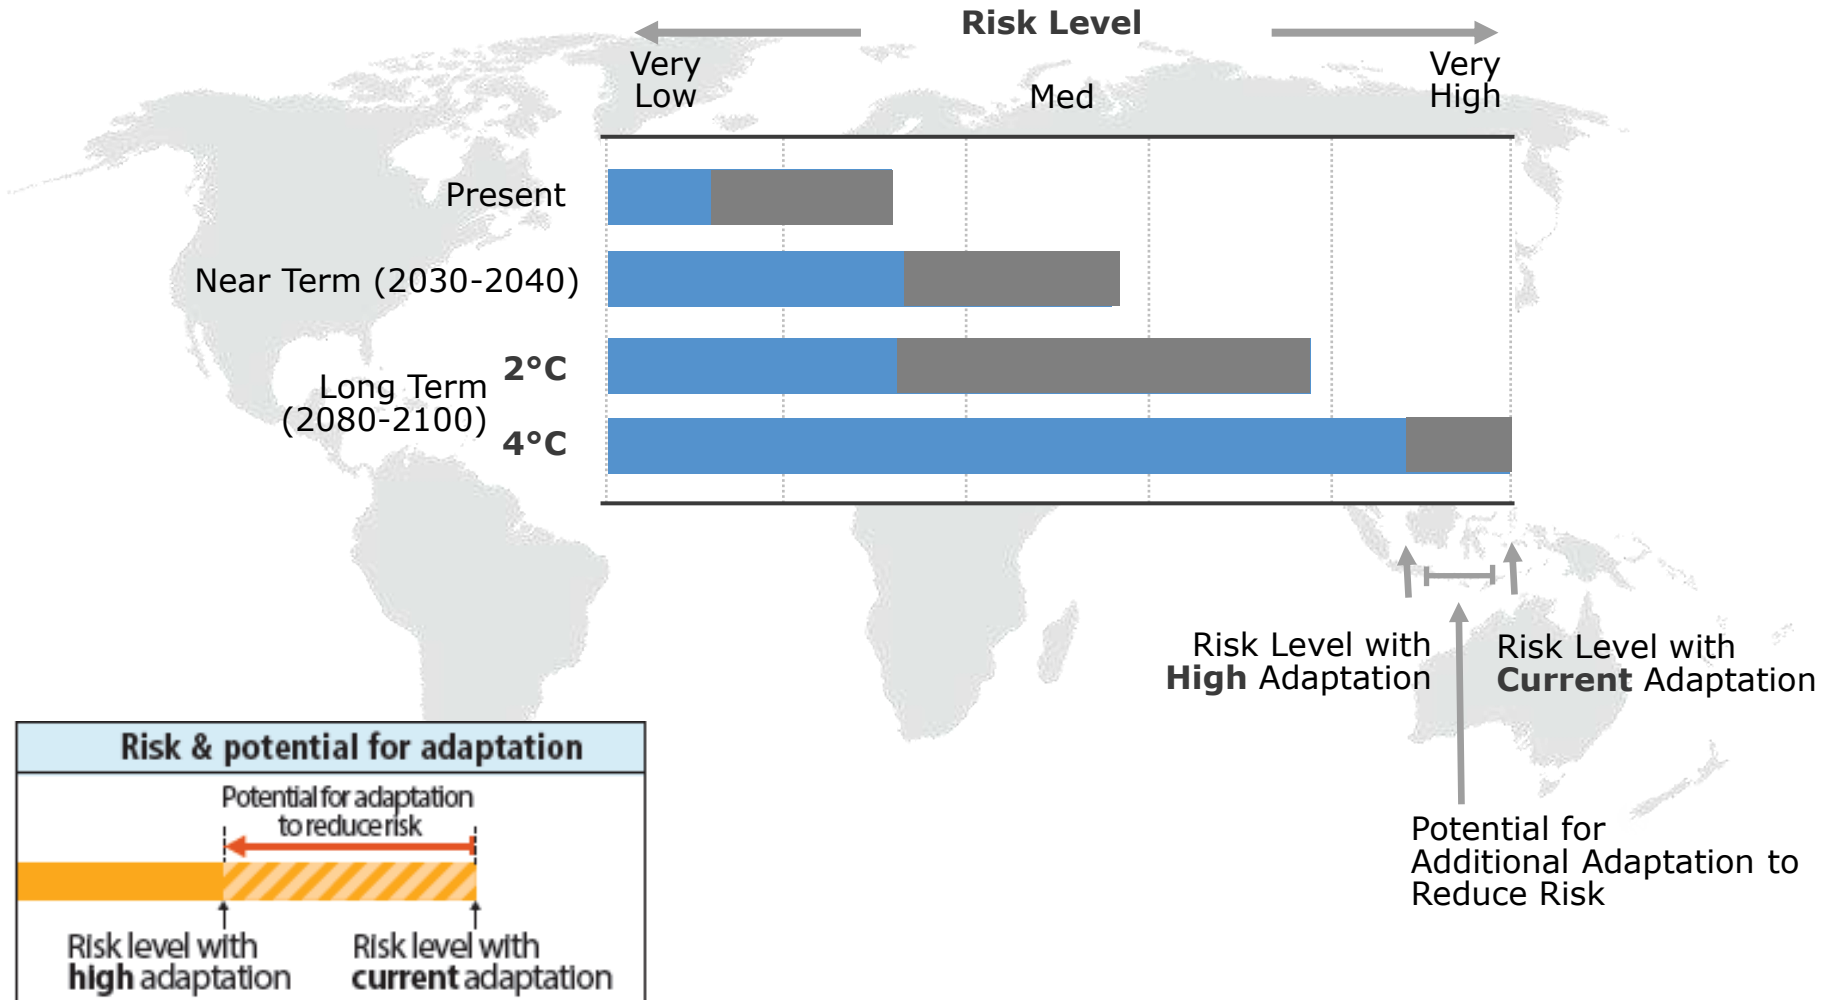 Risk Level
Very
Low
Med
Very
High
Present
Near Term (2030-2040)
Long Term
(2080-2100)
2°C
4°C
Risk Level with
High Adaptation
Risk Level with
Current Adaptation
Potential for
Additional Adaptation to
Reduce Risk
Risk & potential for adaptation
Potential for adaptation
to reduce risk
Risk level with
high adaptation
Risk level with
current adaptation